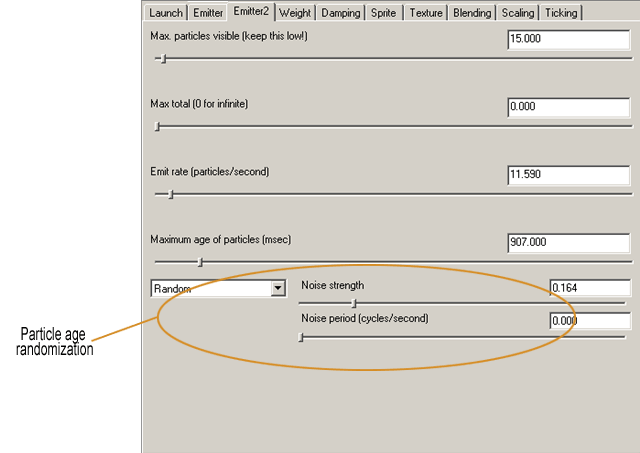 Launch Emitter Emitter2 Weight Damping Sprite Texture Blending Scaling Ticking
Max. particles visible (keep this low!) 15.000
Max total (0 for infinite) 0.000
Emit rate (particles/second) 11.590
Maximum age of particles (msec) 907.000
Random Noise strength 0.164
Noise period (cycles/second) 0.000
Particle age
randomization